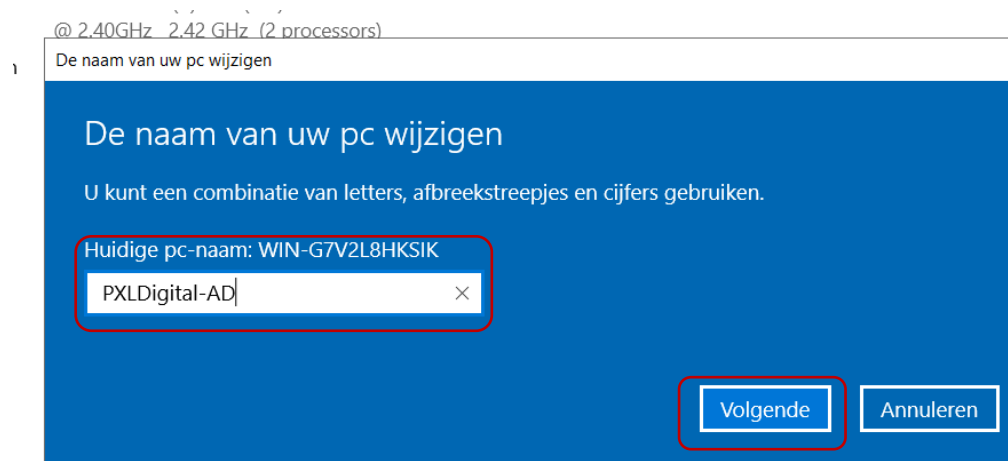 @ 2.40GHz 2.42 GHz (2 processors)
De naam van uw pc wijzigen
De naam van uw pc wijzigen
U kunt een combinatie van letters, afbreekstreepjes en cijfers gebruiken.
Huidige pc-naam: WIN-G7V2L8HKSIK
PXLDigital-AD
Volgende
Annuleren